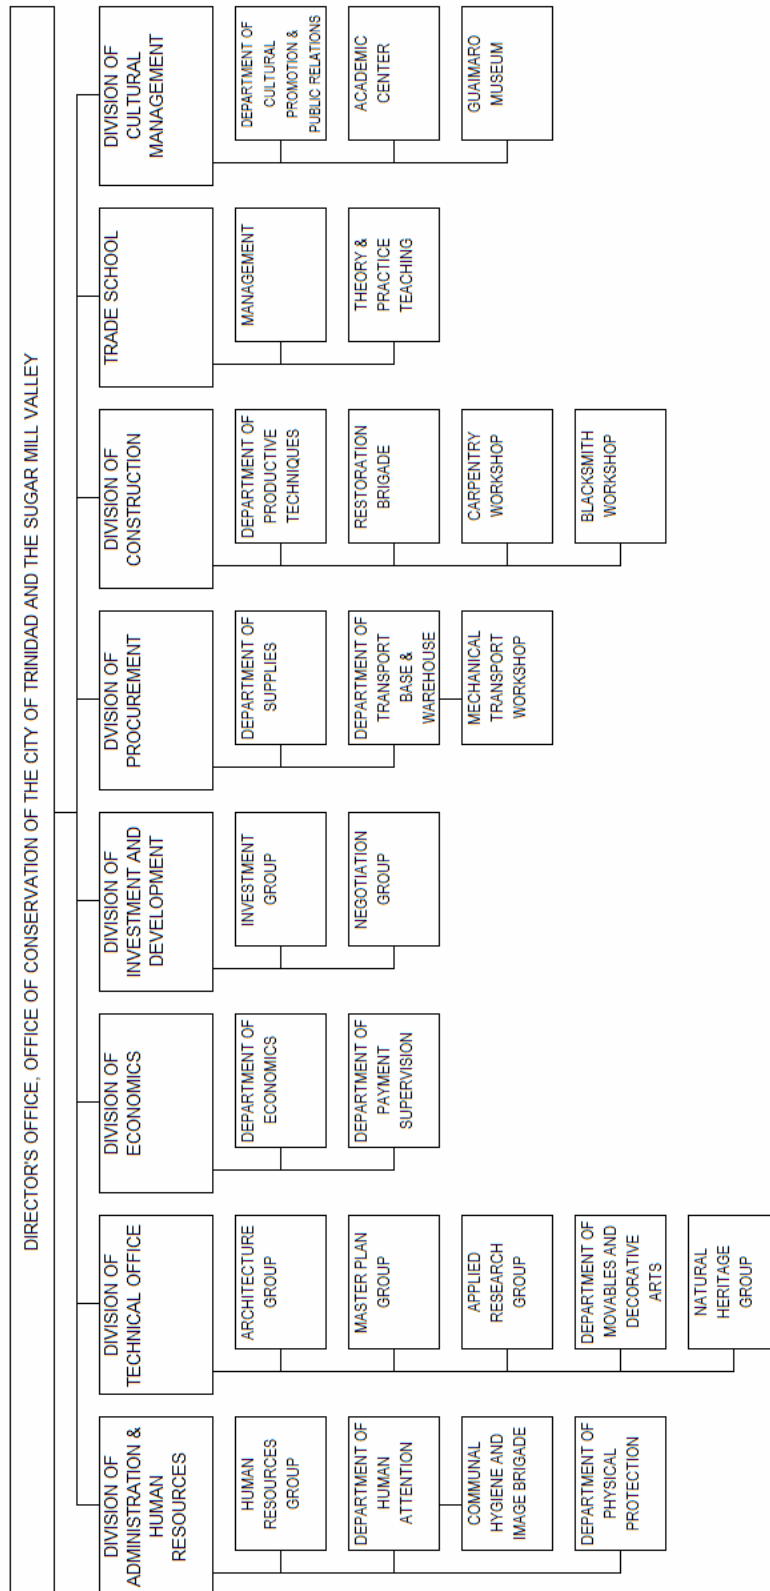 DIRECTOR'S OFFICE, OFFICE OF CONSERVATION OF THE CITY OF TRINIDAD AND THE SUGAR MILL VALLEY
DIVISION OF
ADMINISTRATION &
HUMAN
RESOURCES
HUMAN
RESOURCES
GROUP
DEPARTMENT OF
HUMAN
ATTENTION
COMMUNAL
HYGIENE AND
IMAGE BRIGADE
DEPARTMENT OF
PHYSICAL
PROTECTION
DIVISION OF
TECHNICAL OFFICE
ARCHITECTURE
GROUP
MASTER PLAN
GROUP
APPLIED
RESEARCH
GROUP
DEPARTMENT OF
MOVABLES AND
DECORATIVE
ARTS
NATURAL
HERITAGE
GROUP
DIVISION OF
ECONOMICS
DEPARTMENT OF
ECONOMICS
DEPARTMENT OF
PAYMENT
SUPERVISION
DIVISION OF
INVESTMENT AND
DEVELOPMENT
INVESTMENT
GROUP
NEGOTIATION
GROUP
DVISION OF
PROCUREMENT
DEPARTMENT OF
SUPPLIES
DEPARTMENT OF
TRANSPORT
BASE &
WAREHOUSE
MECHANICAL
TRANSPORT
WORKSHOP
DIVISION OF
CONSTRUCTION
DEPARTMENT OF
PRODUCTIVE
TECHNIQUES
RESTORATION
BRIGADE
CARPENTRY
WORKSHOP
BLACKSMITH
WORKSHOP
TRADE SCHOOL
MANAGEMENT
THEORY &
PRACTICE
TEACHING
DIVISION OF
CULTURAL
MANAGEMENT
DEPARTMENT OF
CULTURAL
PROMOTION &
PUBLIC RELATIONS
ACADEMIC
CENTER
GUAIMARO
MUSEUM